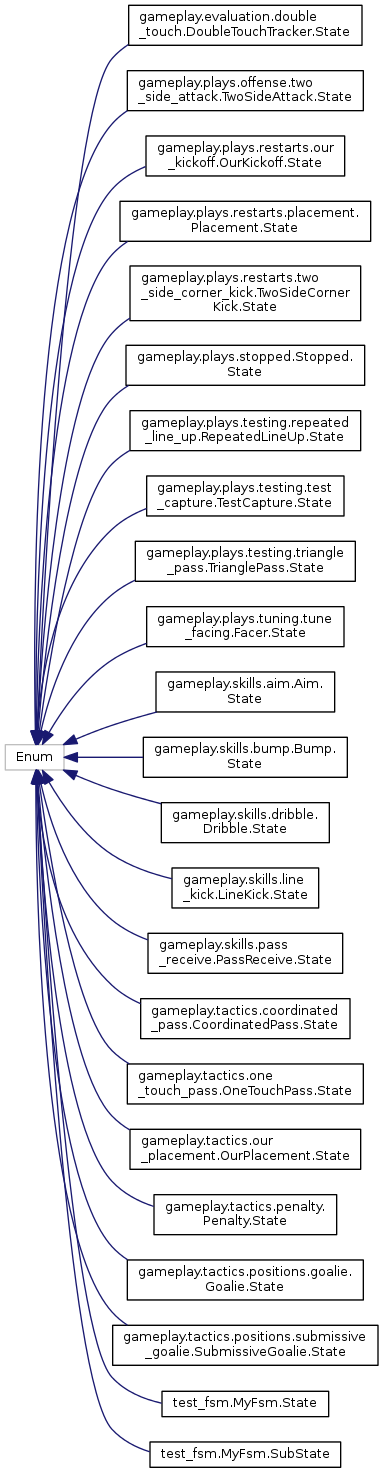 gameplay.evaluation.double
_touch.DoubleTouchTracker.State
gameplay.plays.offense.two
_side_attack.TwoSideAttack.State
gameplay.plays.restarts.our
_kickoff.OurKickoff.State
gameplay.plays.restarts.placement.
Placement.State
gameplay.plays.restarts.two
_side_corner_kick.TwoSideCorner
Kick.State
gameplay.plays.stopped.Stopped.
State
gameplay.plays.testing.repeated
_line_up.RepeatedLineUp.State
gameplay.plays.testing.test
_capture.TestCapture.State
gameplay.plays.testing.triangle
_pass.TrianglePass.State
gameplay.plays.tuning.tune
_facing.Facer.State
gameplay.skills.aim.Aim.
State
Enum
gameplay.skills.bump.Bump.
State
gameplay.skills.dribble.
Dribble.State
gameplay.skills.line
_kick.LineKick.State
gameplay.skills.pass
_receive.PassReceive.State
gameplay.tactics.coordinated
_pass.CoordinatedPass.State
gameplay.tactics.one
_touch_pass.OneTouchPass.State
gameplay.tactics.our
_placement.OurPlacement.State
gameplay.tactics.penalty.
Penalty.State
gameplay.tactics.positions.goalie.
Goalie.State
gameplay.tactics.positions.submissive
_goalie.SubmissiveGoalie.State
test_fsm.MyFsm.State
test_fsm.MyFsm.SubState